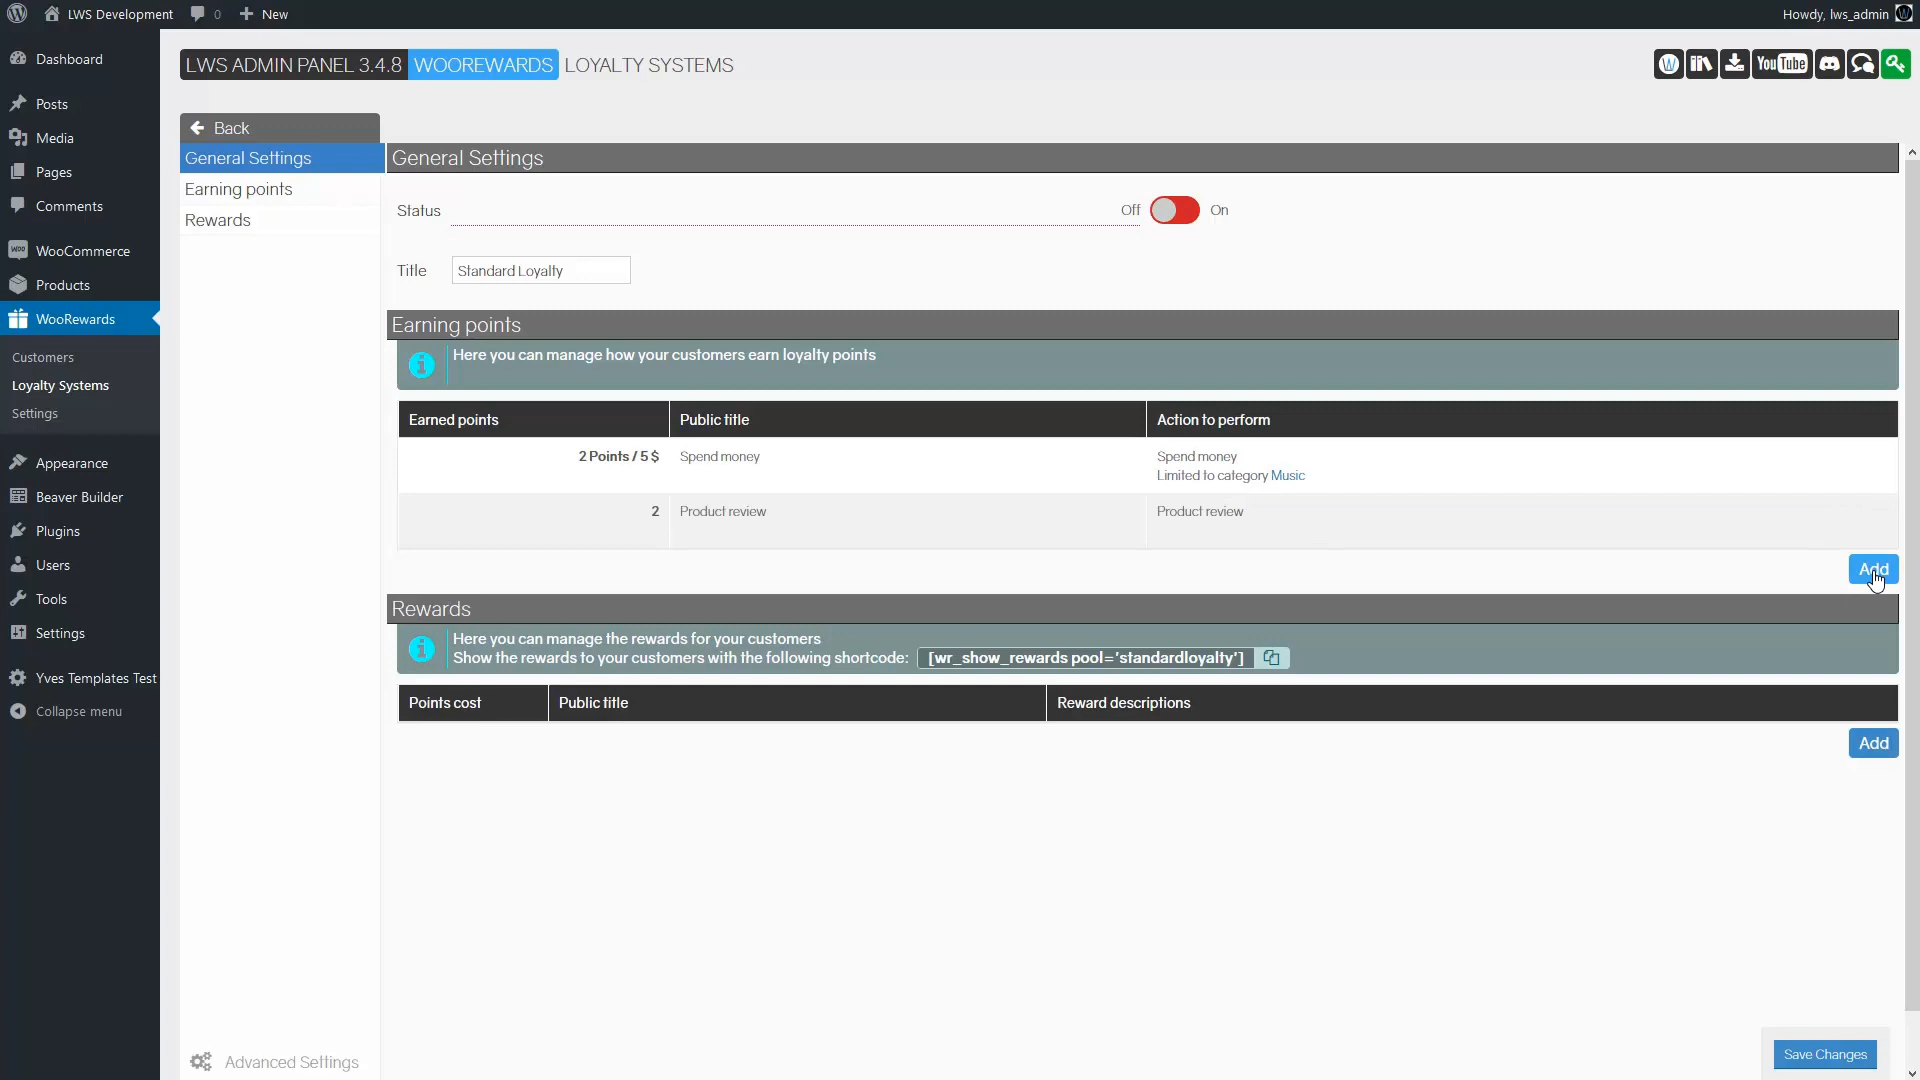 LWS Development
0
New
Howdy, lws_admin
Dashboard
Posts
Media
Pages
Comments
WooCommerce
Products
WooRewards
Customers
Loyalty Systems
Settings
Appearance
Beaver Builder
Plugins
Users
Tools
Settings
Yves Templates Test
Collapse menu
LWS ADMIN PANEL 3.4.8 WOOREWARDS LOYALTY SYSTEMS
You Tube
Back
General Settings
Earning points
Rewards
Advanced Settings
General Settings
Status Off On
Title Standard Loyalty
Earning points
Here you can manage how your customers earn loyalty points
Earned points Public title Action to perform
2 Points / 5 $ Spend money Spend money
Limited to category Music
2 Product review Product review
Add
Rewards
Here you can manage the rewards for your customers
Show the rewards to your customers with the following shortcode: [wr_show_rewards pool='standardloyalty']
Points cost Public title Reward descriptions
Add
Save Changes